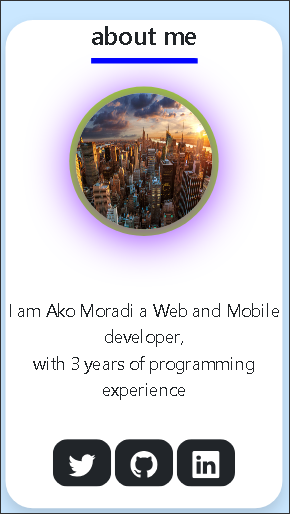 about me
I am Ako Moradi a Web and Mobile
developer,
with 3 years of programming
experience